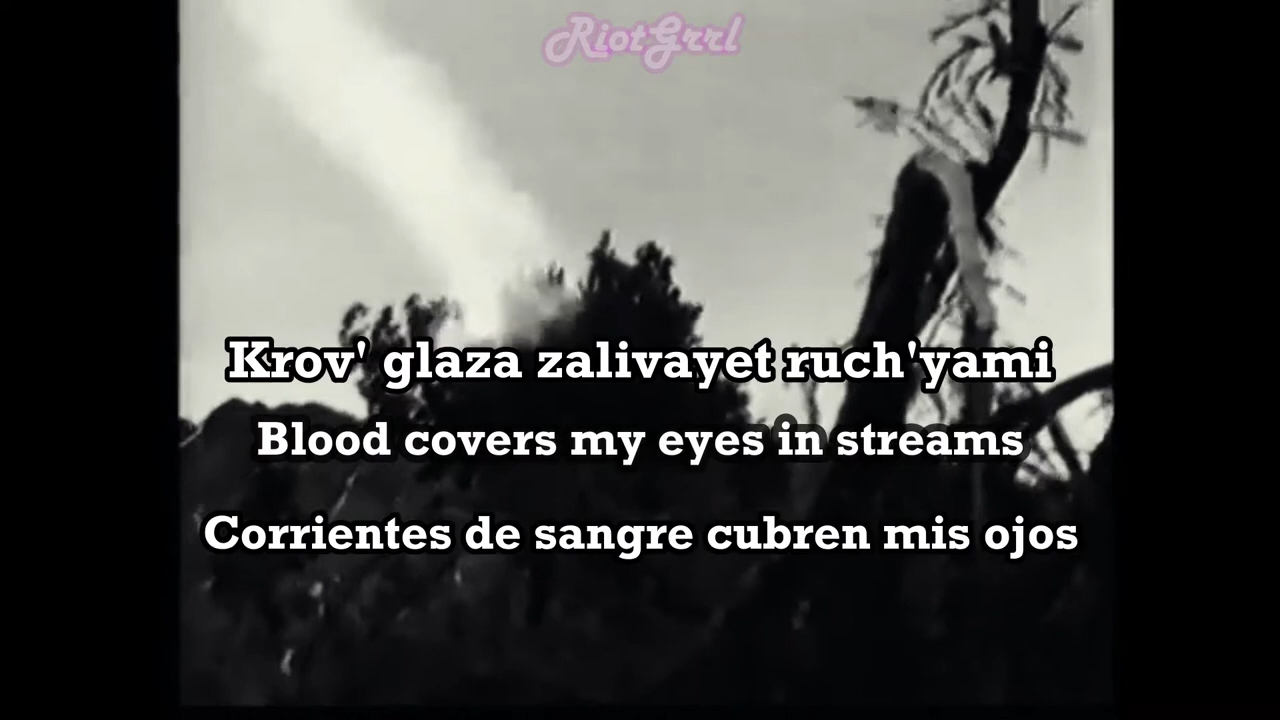 RiotGrrl
Krov' glaza zalivayet ruch'yami
Blood covers my eyes in streams
Corrientes de sangre cubren mis ojos